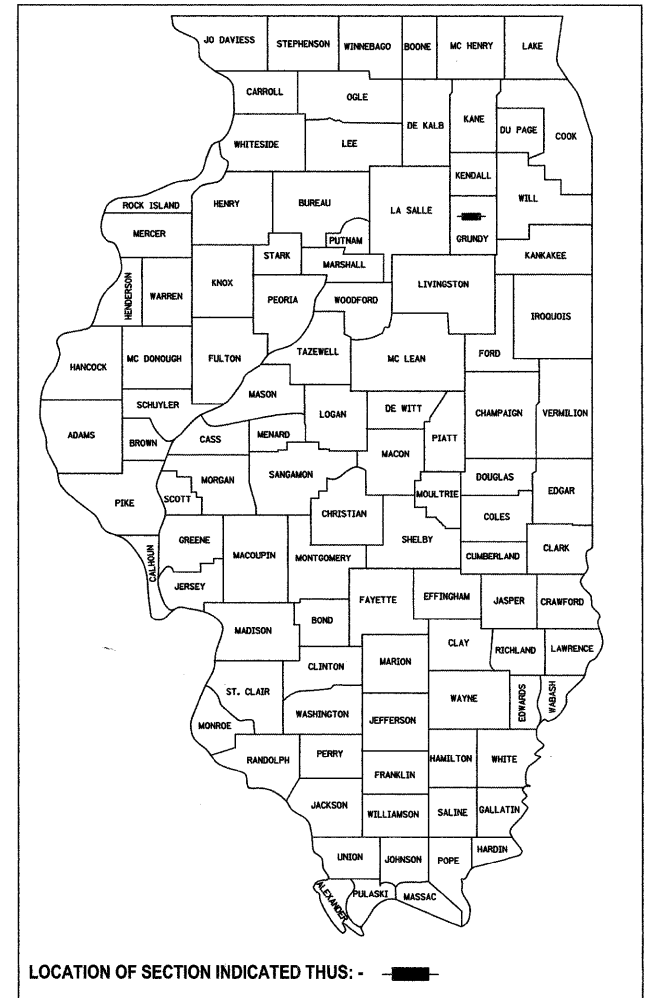 JO DAVIESS
STEPHENSON
WINNEBAGO
BOONE
MC HENRY
LAKE
CARROLL
OGLE
DE KALB
KANE
DU PAGE
COOK
WHITESIDE
LEE
KENDALL
WILL
ROCK ISLAND
HENRY
BUREAU
LA SALLE
GRUNDY
MERCER
PUTNAM
STARK
MARSHALL
KANKAKEE
HENDERSON
WARREN
KNOX
PEORIA
WOODFORD
LIVINGSTON
IROQUOIS
HANCOCK
MC DONOUGH
FULTON
TAZEWELL
MC LEAN
FORD
MASON
SCHUYLER
LOGAN
DE WITT
CHAMPAIGN
VERMILION
ADAMS
BROWN
CASS
MENARD
MACON
PIATT
PIKE
SCOTT
MORGAN
SANGAMON
CHRISTIAN
MOULTRIE
DOUGLAS
EDGAR
COLES
CALHOUN
GREENE
MACOUPIN
MONTGOMERY
SHELBY
CUMBERLAND
CLARK
JERSEY
FAYETTE
EFFINGHAM
JASPER
CRAWFORD
MADISON
BOND
CLAY
RICHLAND
LAWRENCE
CLINTON
MARION
ST. CLAIR
WAYNE
EDWARDS
WABASH
MONROE
WASHINGTON
JEFFERSON
RANDOLPH
PERRY
HAMILTON
WHITE
FRANKLIN
JACKSON
WILLIAMSON
SALINE
GALLATIN
UNION
JOHNSON
POPE
HARDIN
ALEXANDER
PULASKI
MASSAC
LOCATION OF SECTION INDICATED THUS: -